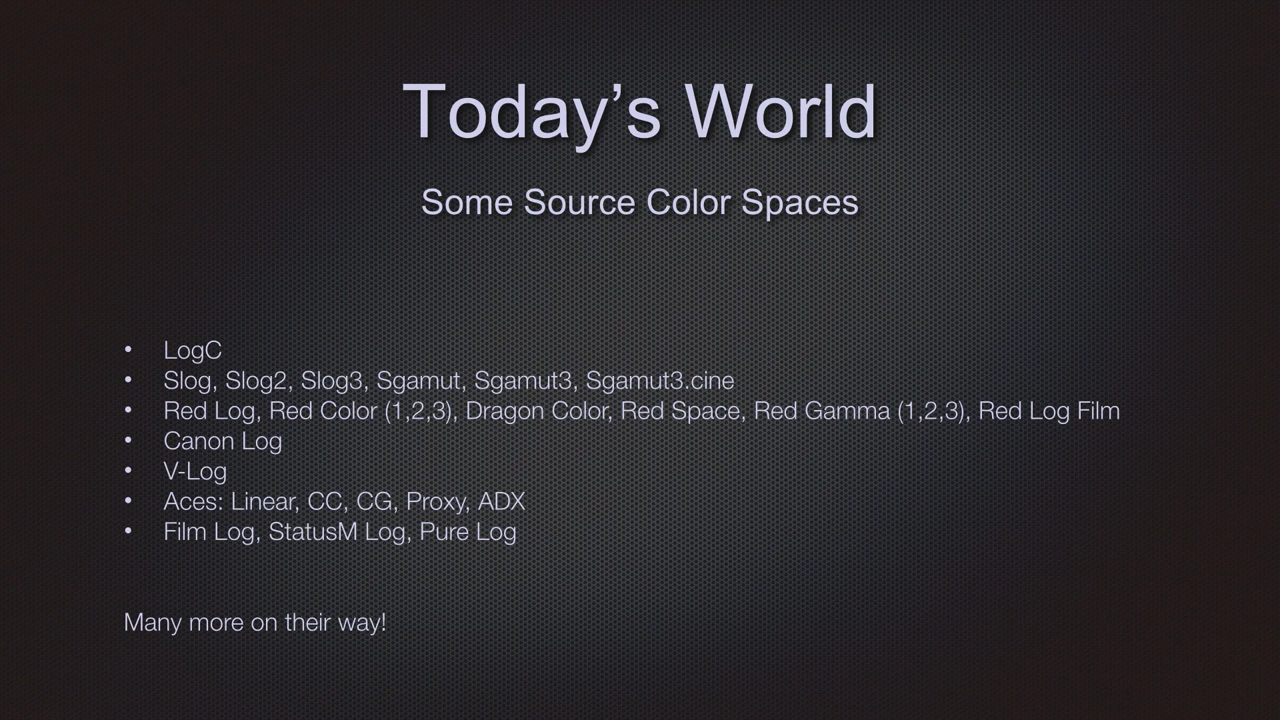 Today’s World
Some Source Color Spaces
• LogC
• Slog, Slog2, Slog3, Sgamut, Sgamut3, Sgamut3.cine
• Red Log, Red Color (1,2,3), Dragon Color, Red Space, Red Gamma (1,2,3), Red Log Film
• Canon Log
• V-Log
• Aces: Linear, CC, CG, Proxy, ADX
• Film Log, StatusM Log, Pure Log
Many more on their way!